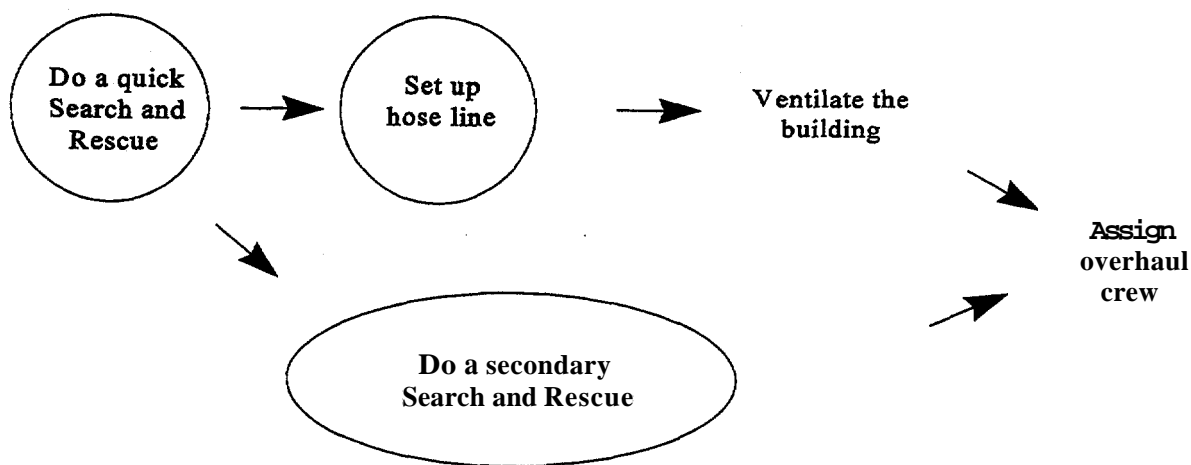 Do a quick
Search and
Rescue
Set up
hose line
Ventilate the
building
Assign
overhaul
crew
Do a secondary
Search and Rescue